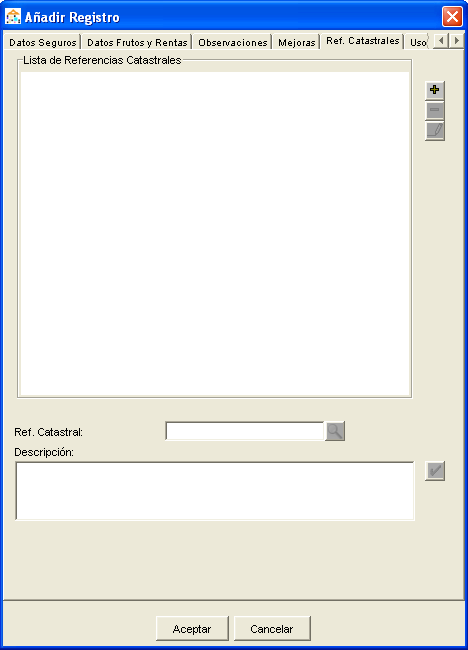 Añadir Registro
Datos Seguros Datos Frutos y Rentas Observaciones Mejoras Ref. Catastrales Uso
Lista de Referencias Catastrales
Ref. Catastral:
Descripción:
Aceptar Cancelar